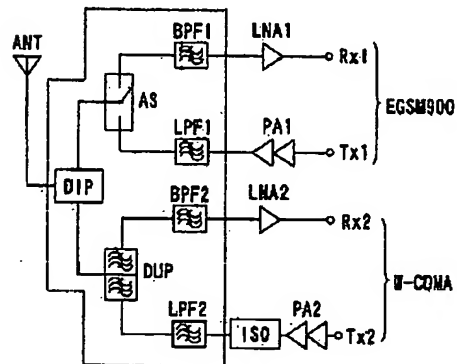 BPF1 LNA1
ANT
Rx1
AS
EGSM900
LPF1 PA1
Tx1
DIP
BPF2 LNA2
Rx2
DUP
W-CDMA
LPF2
PA2
ISO
Tx2